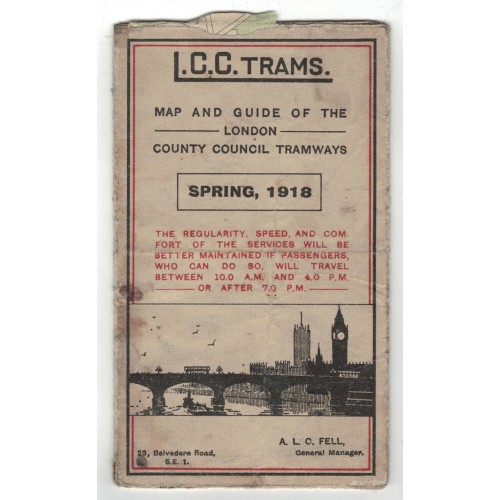 L.C.C. TRAMS.
MAP AND GUIDE OF THE
LONDON
COUNTY COUNCIL TRAMWAYS
SPRING, 1918
THE REGULARITY, SPEED, AND COM
FORT OF THE SERVICES WILL BE
BETTER MAINTAINED IF PASSENGERS,
WHO CAN DO SO, WILL TRAVEL
BETWEEN 10.0 A.M. AND 4.0 P.M.
OR AFTER 7.0 P.M.
A. L. C. FELL,
General Manager.
23, Belvedere Road,
S.E. 1.